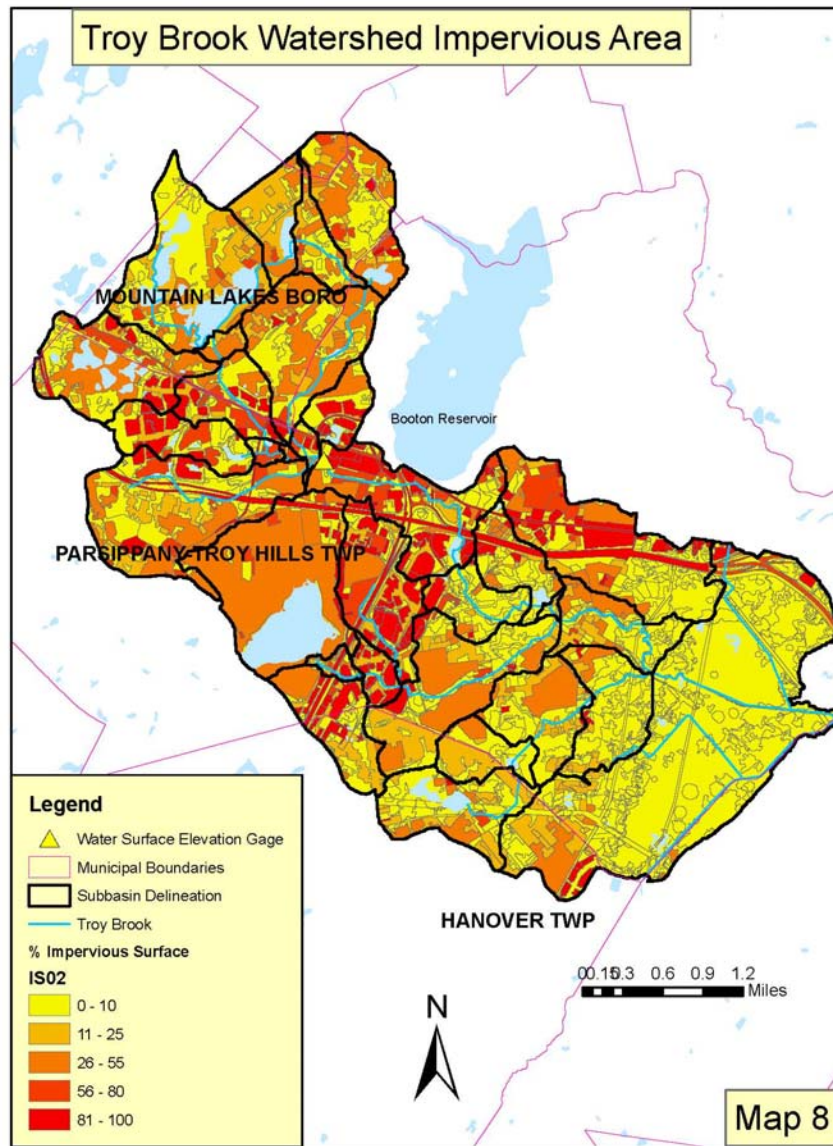 Troy Brook Watershed Impervious Area
MOUNTAIN LAKES BORO
Booton Reservoir
PARSIPPANY-TROY HILLS TWP
HANOVER TWP
Legend
Water Surface Elevation Gage
Municipal Boundaries
Subbasin Delineation
Troy Brook
% Impervious Surface
IS02
0 - 10
11 - 25
26 - 55
56 - 80
81 - 100
00.15 0.3 0.6 0.9 1.2
Miles
N
Map 8